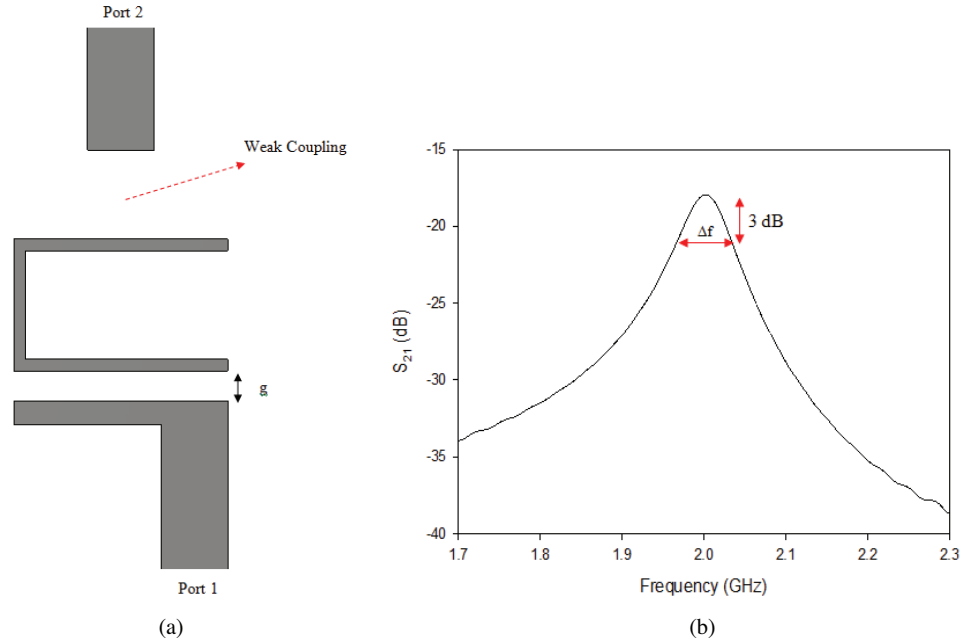 Port 2
Weak Coupling
g
Port 1
(a)
S21 (dB)
-15
-20
-25
-30
-35
-40
3 dB
Δf
1.7 1.8 1.9 2.0 2.1 2.2 2.3
Frequency (GHz)
(b)